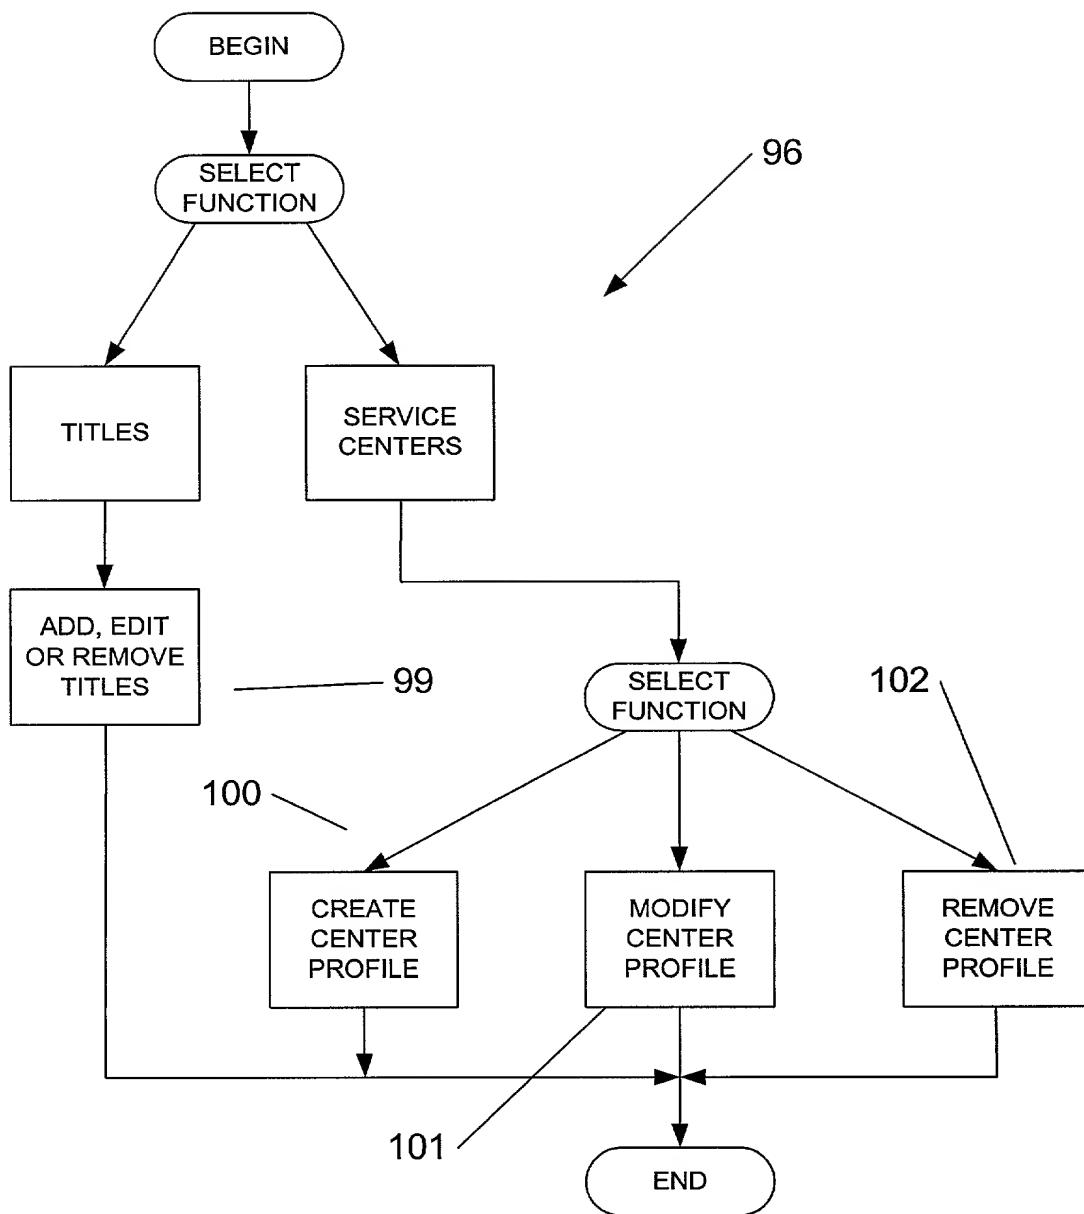 BEGIN
SELECT
FUNCTION
96
TITLES
SERVICE
CENTERS
ADD, EDIT
OR REMOVE
TITLES
99
SELECT
FUNCTION
102
100
CREATE
CENTER
PROFILE
MODIFY
CENTER
PROFILE
REMOVE
CENTER
PROFILE
101
END